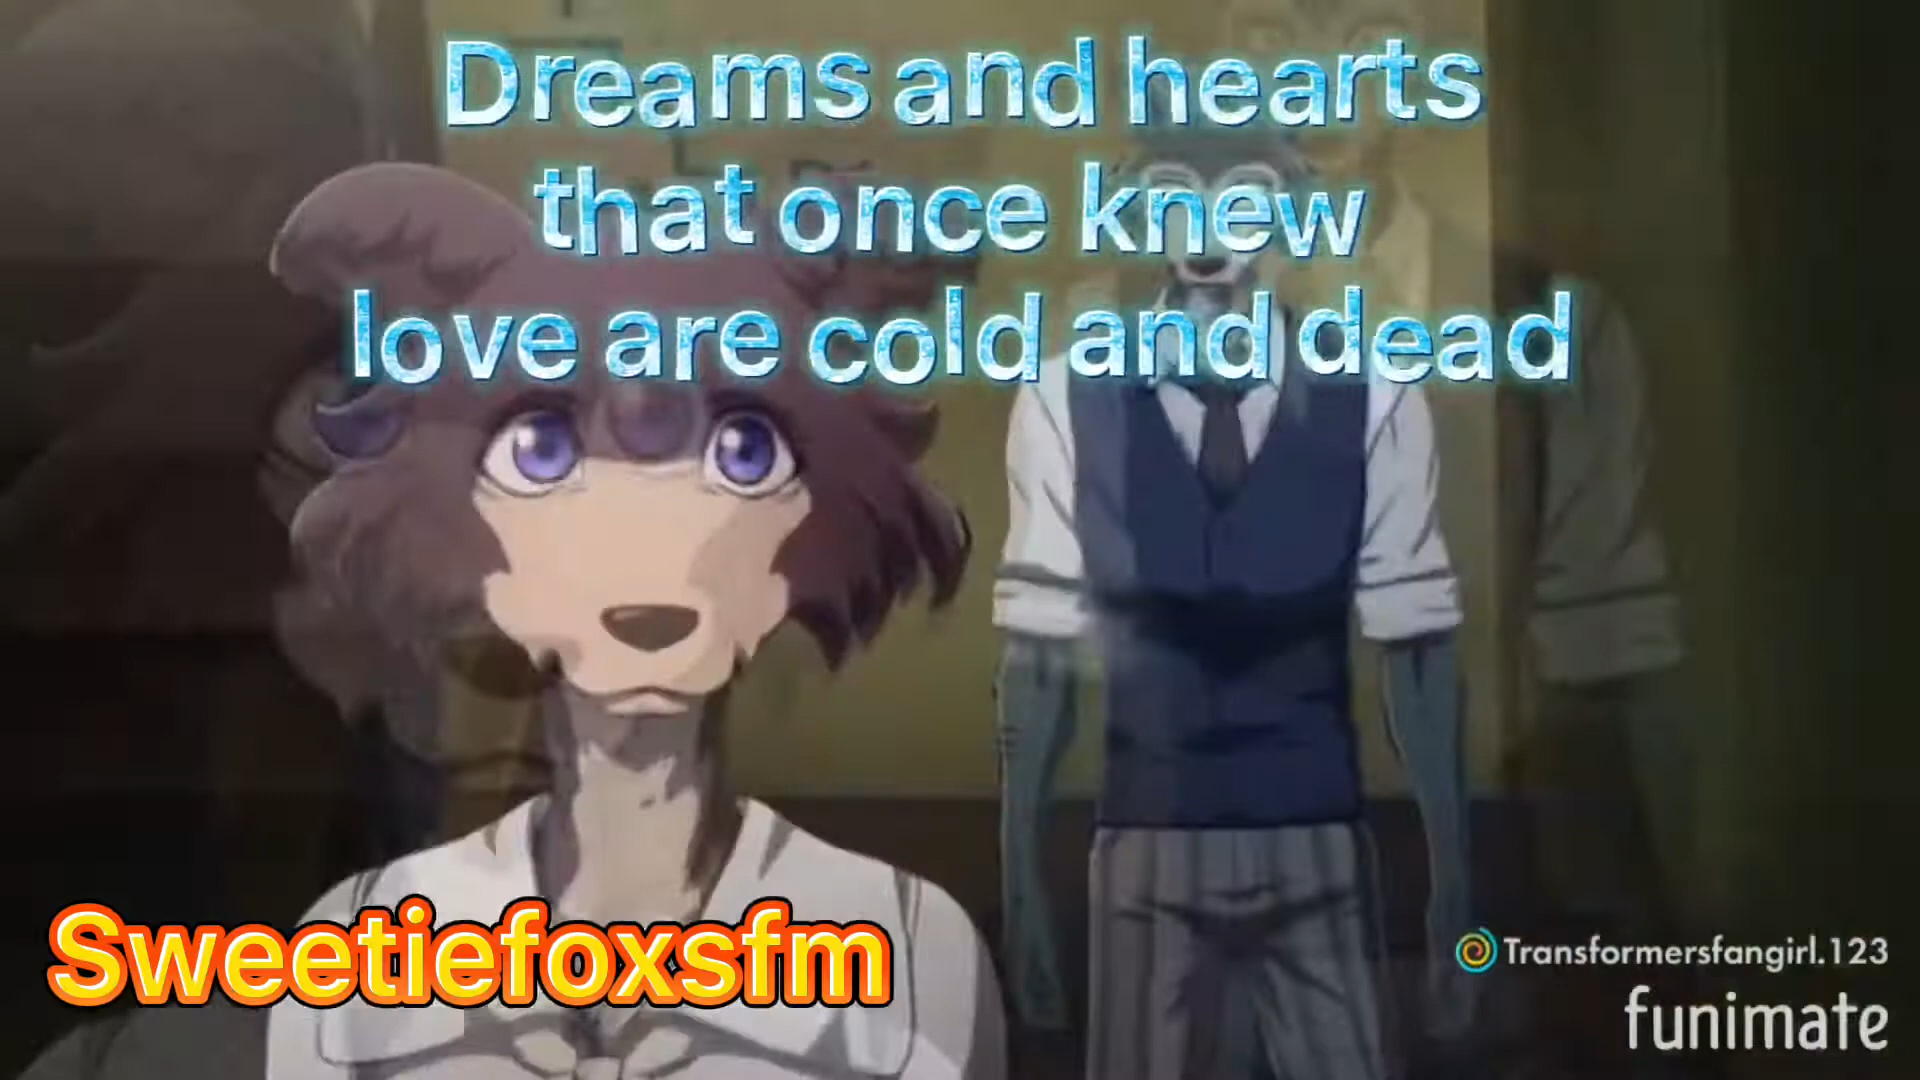 Dreams and hearts
that once knew
love are cold and dead
Sweetiefoxsfm
Transformersfangirl.123
funimate